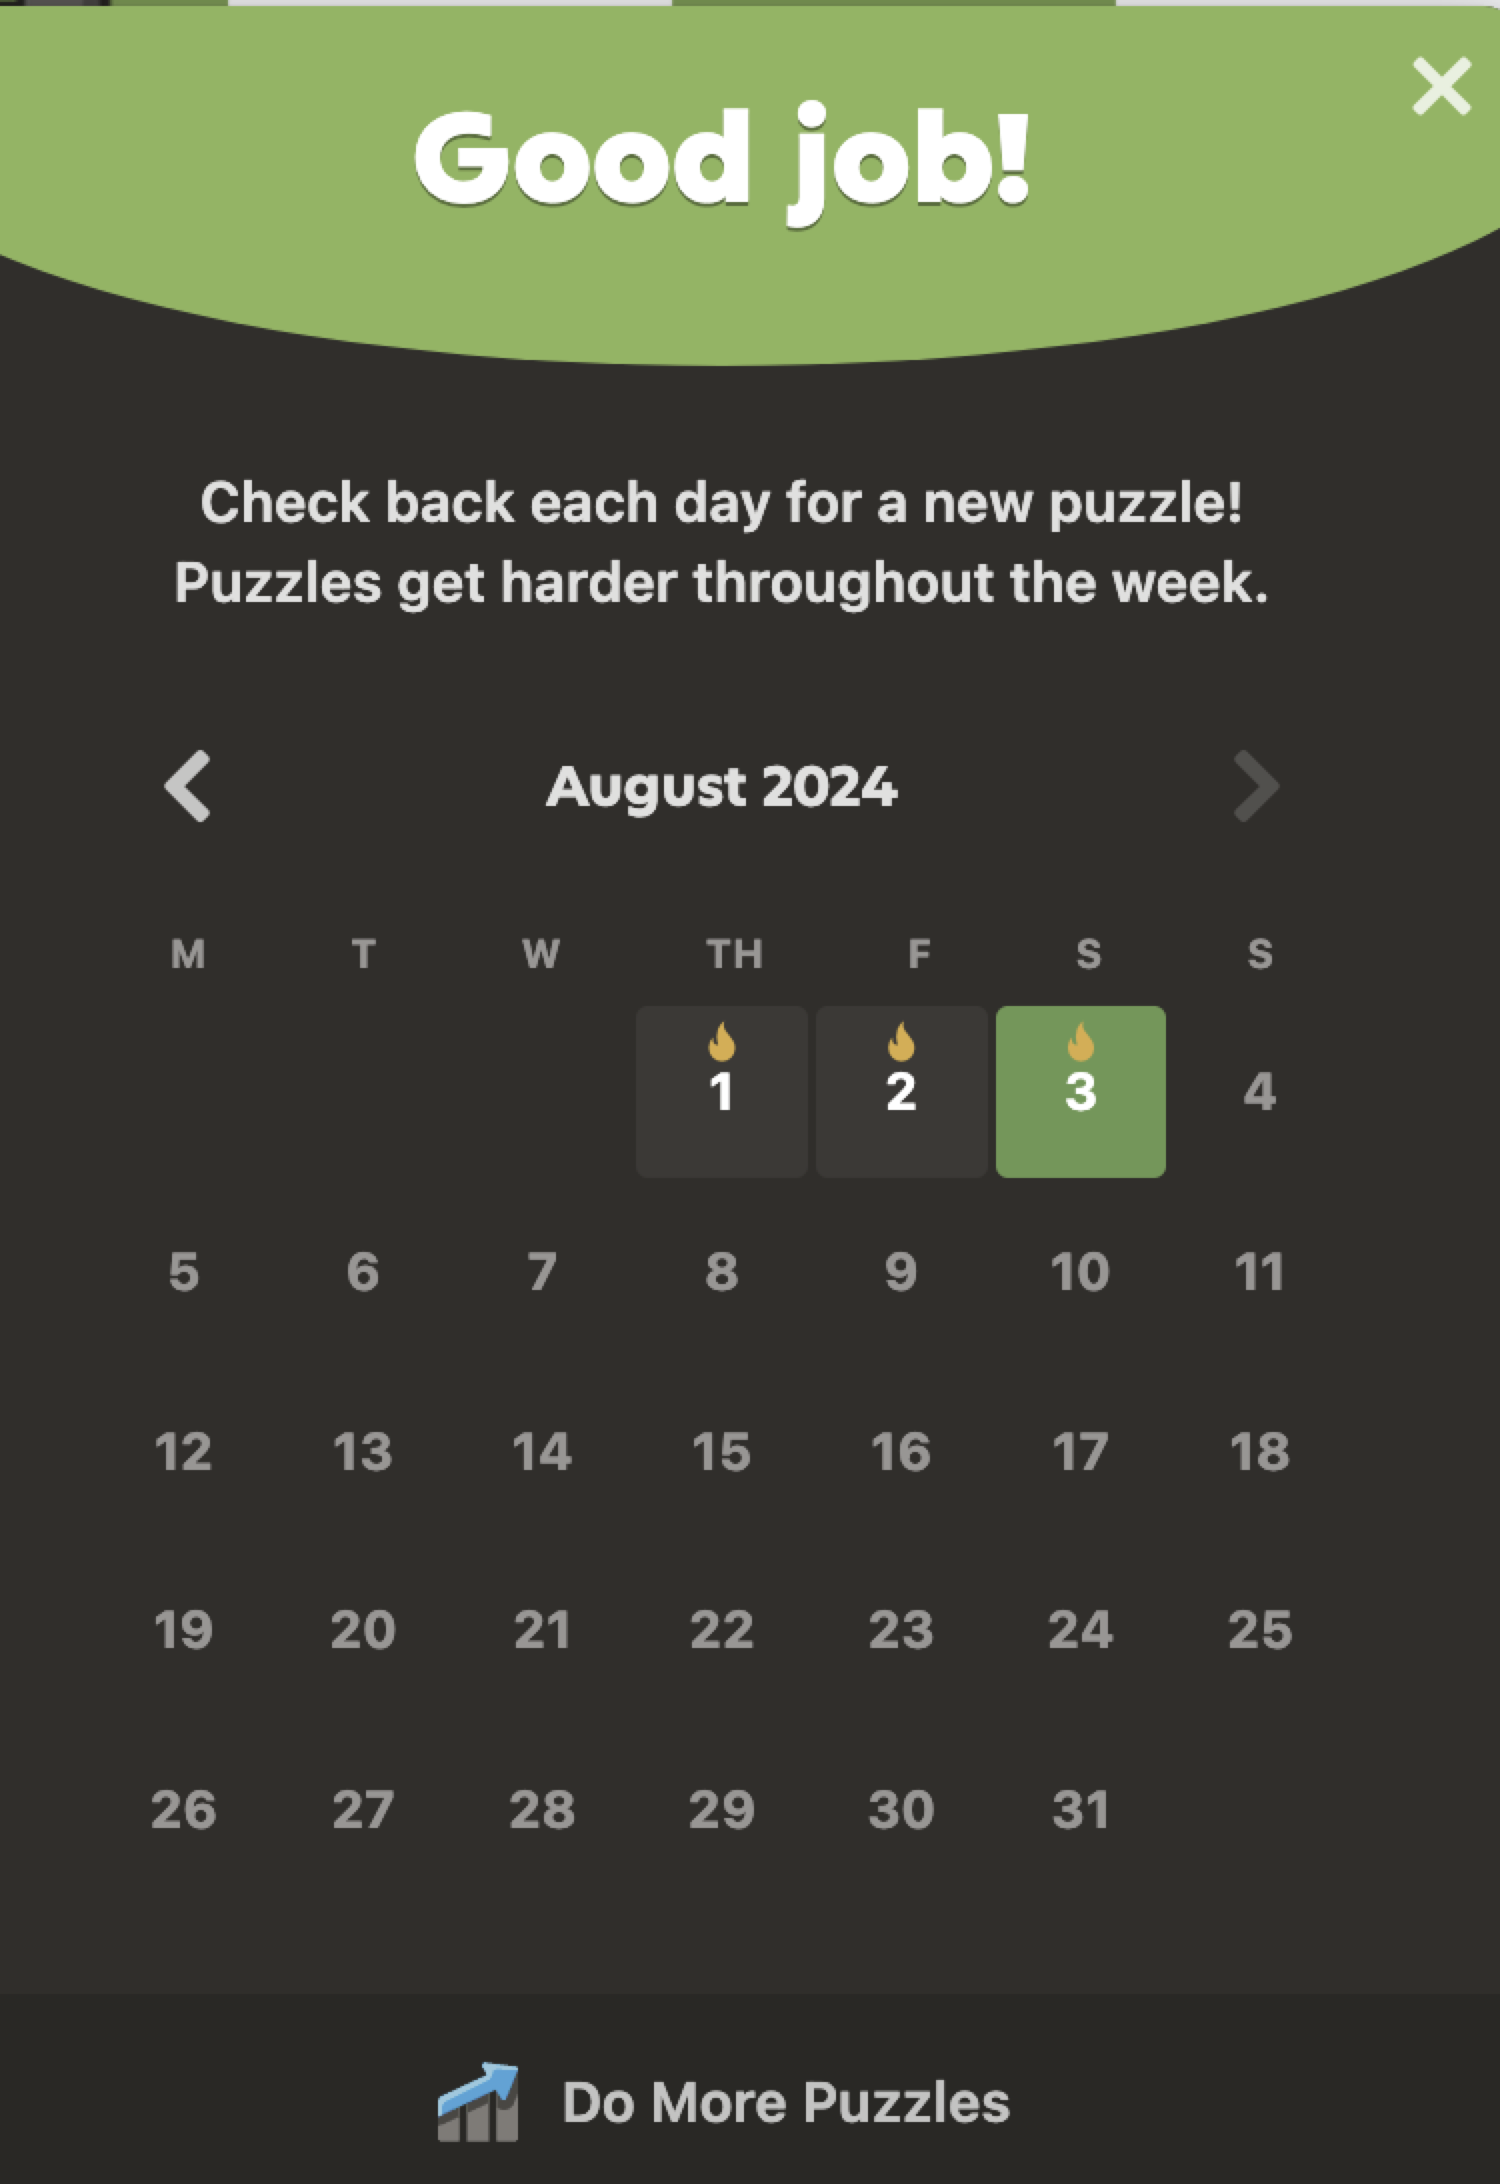 Good job!
Check back each day for a new puzzle!
Puzzles get harder throughout the week.
August 2024
M T W TH F S S
1 2 3 4
5 6 7 8 9 10 11
12 13 14 15 16 17 18
19 20 21 22 23 24 25
26 27 28 29 30 31
Do More Puzzles